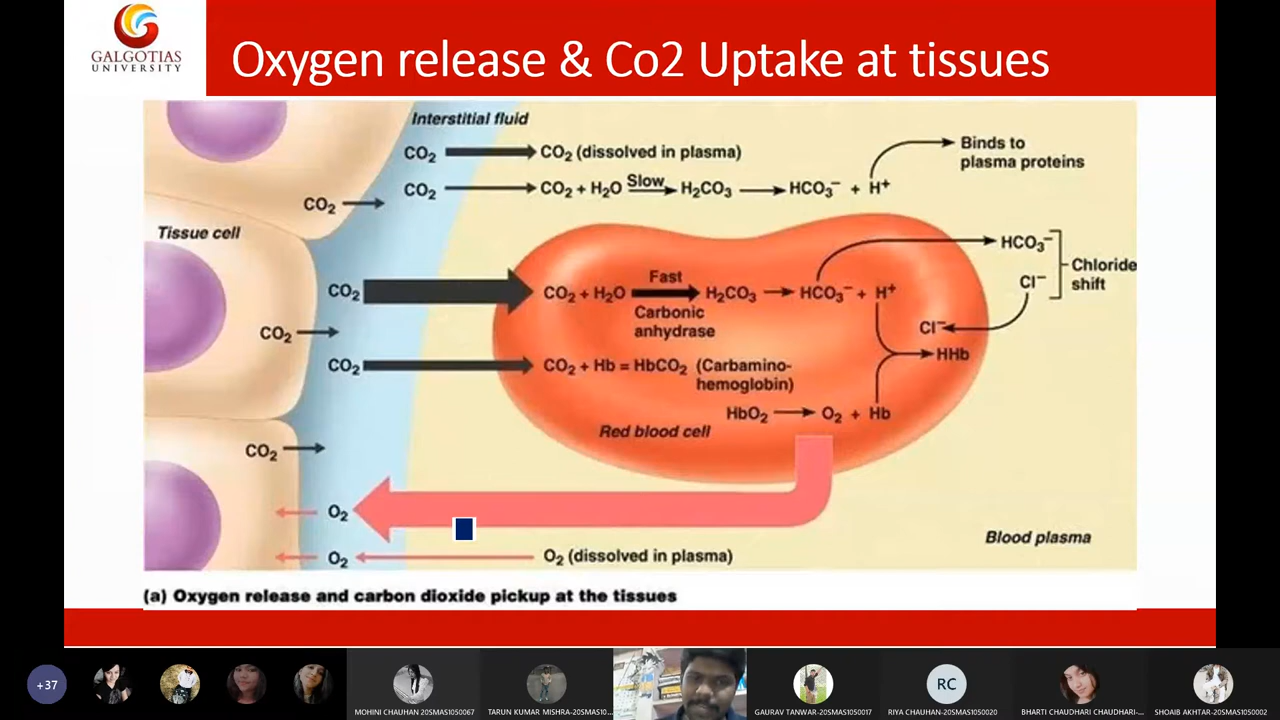 GALGOTIAS
UNIVERSITY
Oxygen release & Co2 Uptake at tissues
Interstitial fluid
CO₂
CO₂ (dissolved in plasma)
Binds to
plasma proteins
CO₂
CO₂ + H₂O
Slow
H₂CO₃
HCO₃⁻ + H⁺
CO₂
Tissue cell
HCO₃⁻
Cl⁻
Chloride
shift
CO₂
CO₂ + H₂O
Fast
Carbonic
anhydrase
H₂CO₃
HCO₃⁻ + H⁺
Cl⁻
CO₂
HHb
CO₂
CO₂ + Hb = HbCO₂ (Carbamino-
hemoglobin)
HbO₂
O₂ + Hb
Red blood cell
CO₂
O₂
Blood plasma
O₂
O₂ (dissolved in plasma)
(a) Oxygen release and carbon dioxide pickup at the tissues
+37
RC
MOHINI CHAUHAN 20SMAS1050067
TARUN KUMAR MISHRA-20SMAS10...
GAURAV TANWAR-20SMAS1050017
RIYA CHAUHAN-20SMAS1050020
BHARTI CHAUDHARI CHAUDHARI-...
SHOAIB AKHTAR-20SMAS1050002